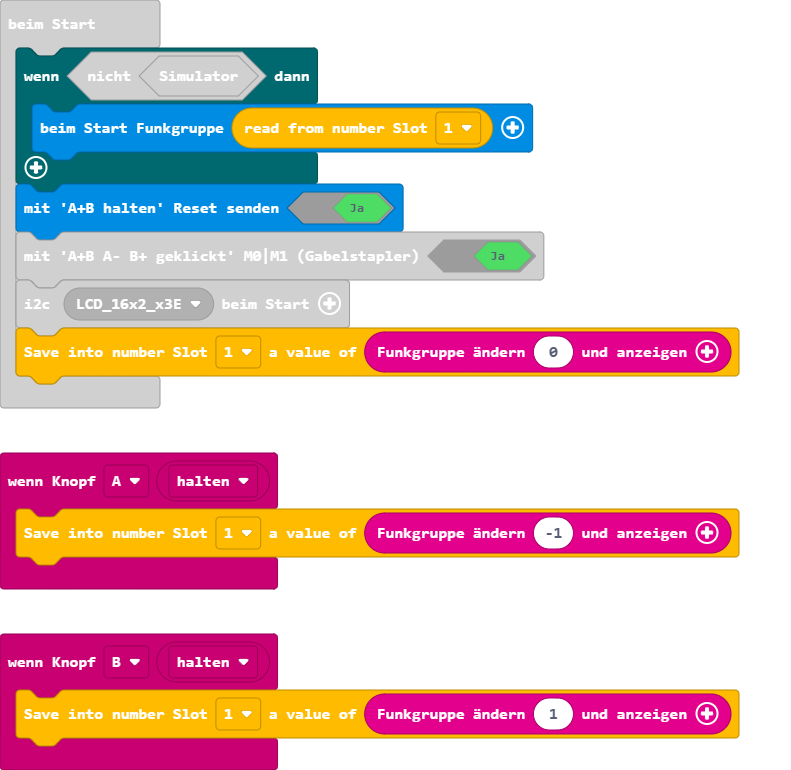 beim Start
wenn nicht Simulator dann
beim Start Funkgruppe read from number Slot 1
mit 'A+B halten' Reset senden Ja
mit 'A+B A- B+ geklickt' M0|M1 (Gabelstapler) Ja
i2c LCD_16x2_x3E beim Start
Save into number Slot 1 a value of Funkgruppe ändern 0 und anzeigen
wenn Knopf A halten
Save into number Slot 1 a value of Funkgruppe ändern -1 und anzeigen
wenn Knopf B halten
Save into number Slot 1 a value of Funkgruppe ändern 1 und anzeigen